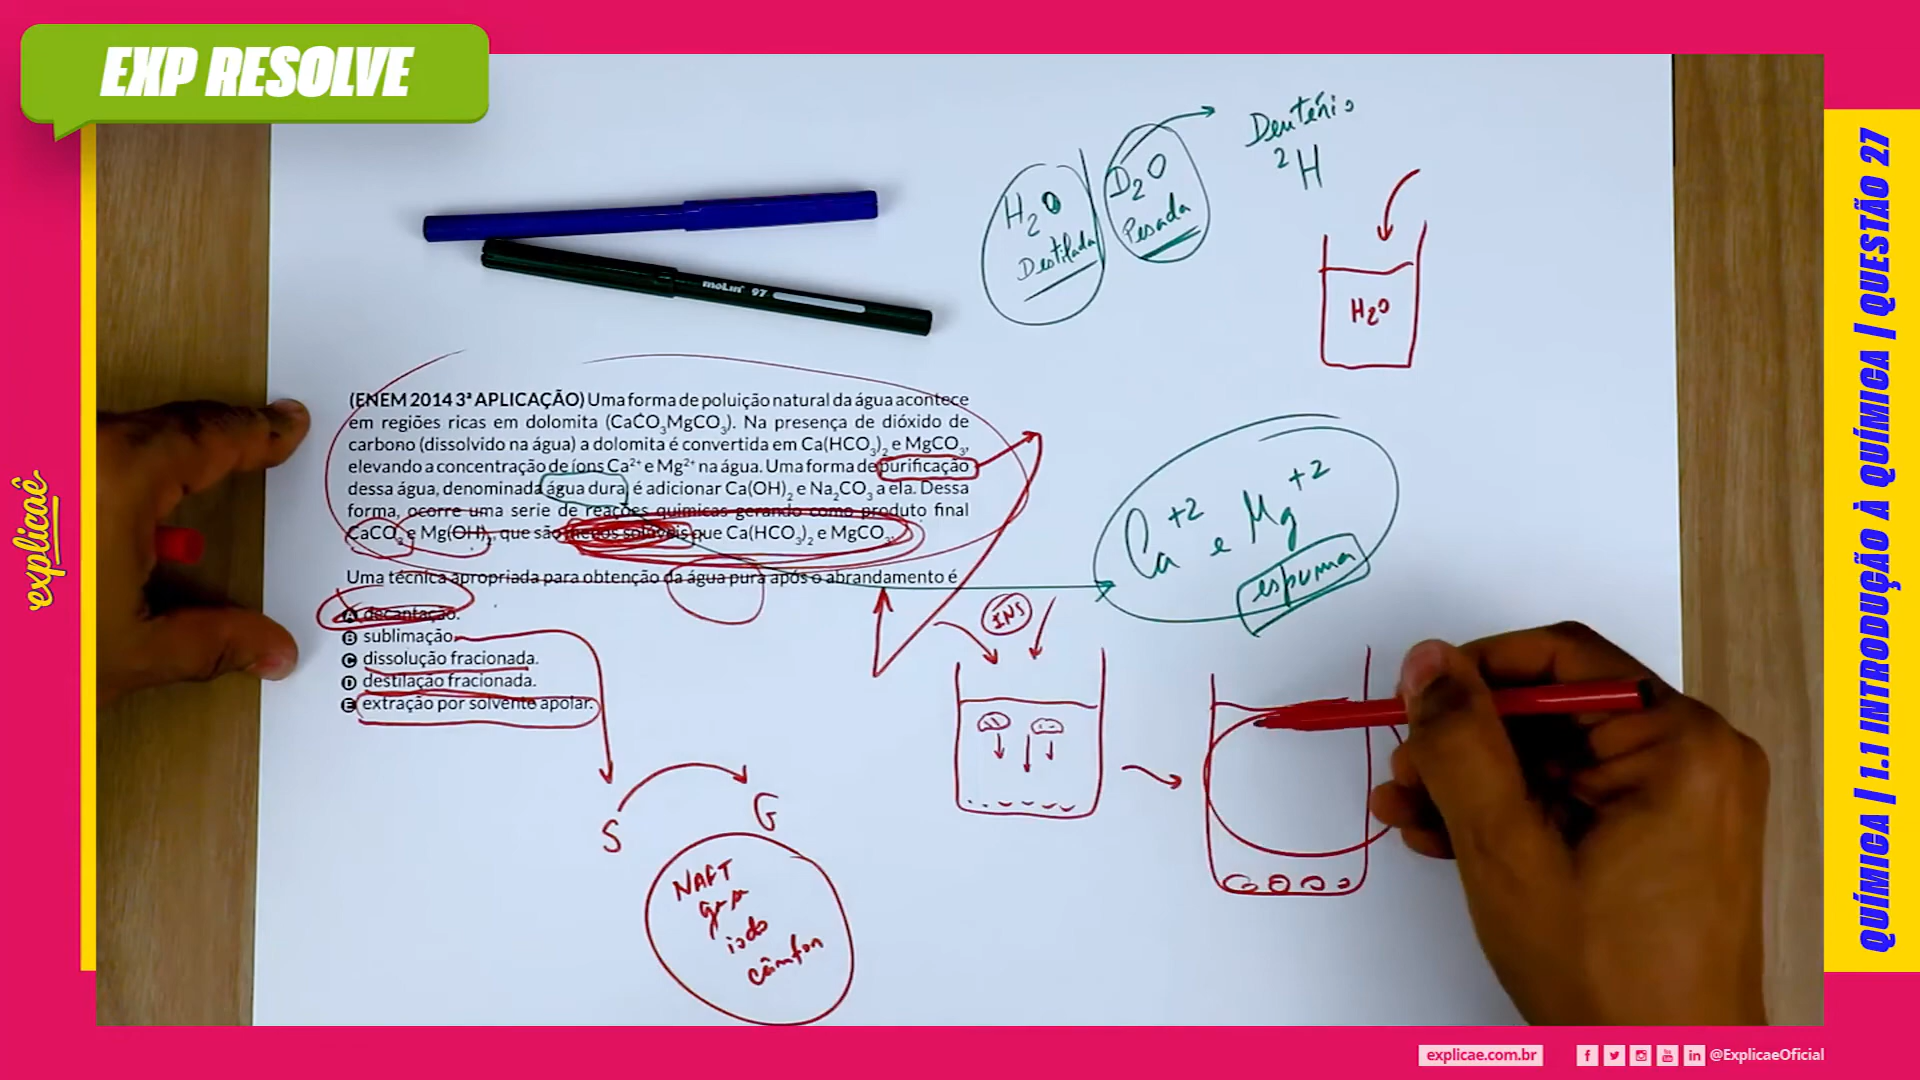 EXP RESOLVE
explicaê
QUÍMICA | 1.1 INTRODUÇÃO À QUÍMICA | QUESTÃO 27
moLin 97
H2O
Destilada
D2O
Pesada
Deutério
²H
H2O
(ENEM 2014 3ª APLICAÇÃO) Uma forma de poluição natural da água acontece
em regiões ricas em dolomita (CaCO₃MgCO₃). Na presença de dióxido de
carbono (dissolvido na água) a dolomita é convertida em Ca(HCO₃)₂ e MgCO₃,
elevando a concentração de íons Ca²⁺ e Mg²⁺ na água. Uma forma de purificação
dessa água, denominada água dura, é adicionar Ca(OH)₂ e Na₂CO₃ a ela. Dessa
forma, ocorre uma serie de reações químicas gerando como produto final
CaCO₃ e Mg(OH)₂, que são menos solúveis que Ca(HCO₃)₂ e MgCO₃.
Uma técnica apropriada para obtenção da água pura após o abrandamento é
A decantação.
B sublimação.
C dissolução fracionada.
D destilação fracionada.
E extração por solvente apolar.
Ca⁺² e Mg⁺²
espuma
INS
S
G
NAFT
iodo
explicae.com.br
@ExplicaeOficial